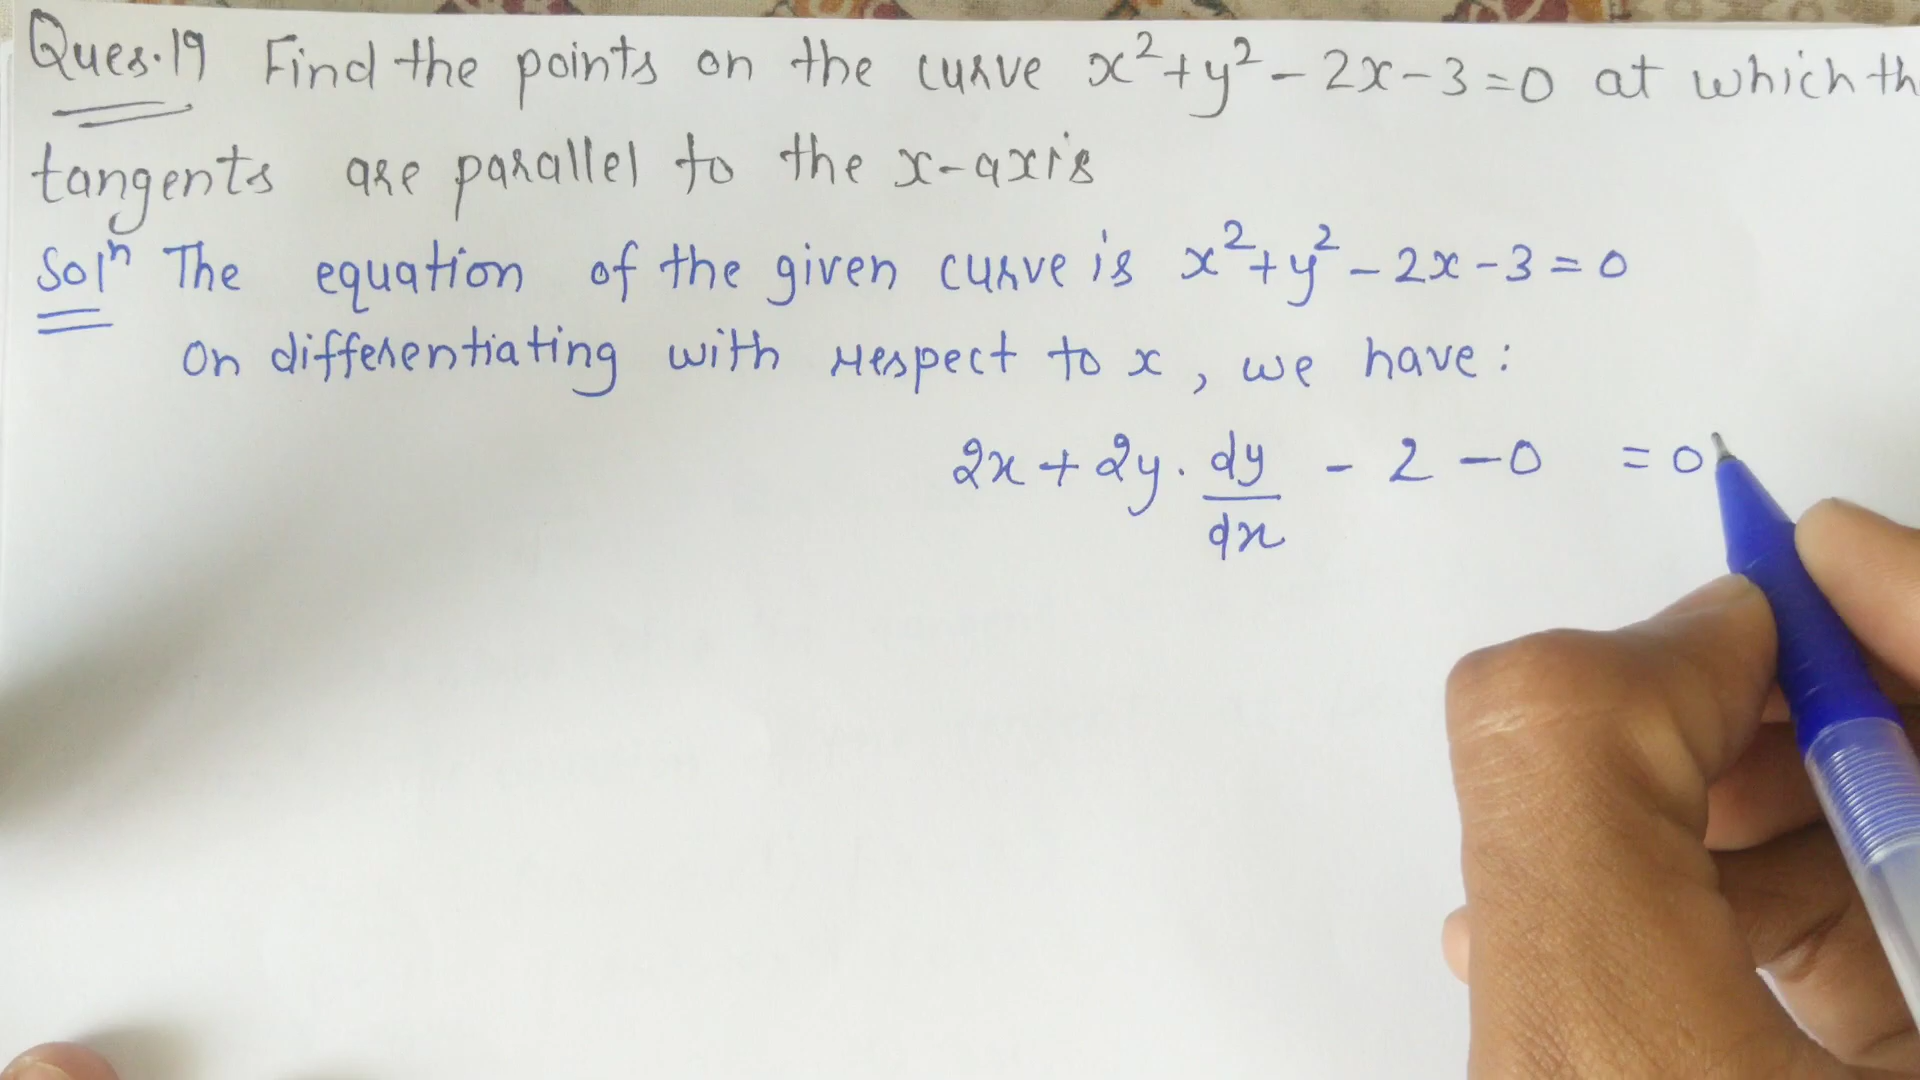 Ques.19 Find the points on the curve x²+y²-2x-3=0 at which th
tangents are parallel to the x-axis
Solⁿ The equation of the given curve is x²+y²-2x-3=0
On differentiating with respect to x, we have:
2x+2y.dy/dx - 2 -0 =0